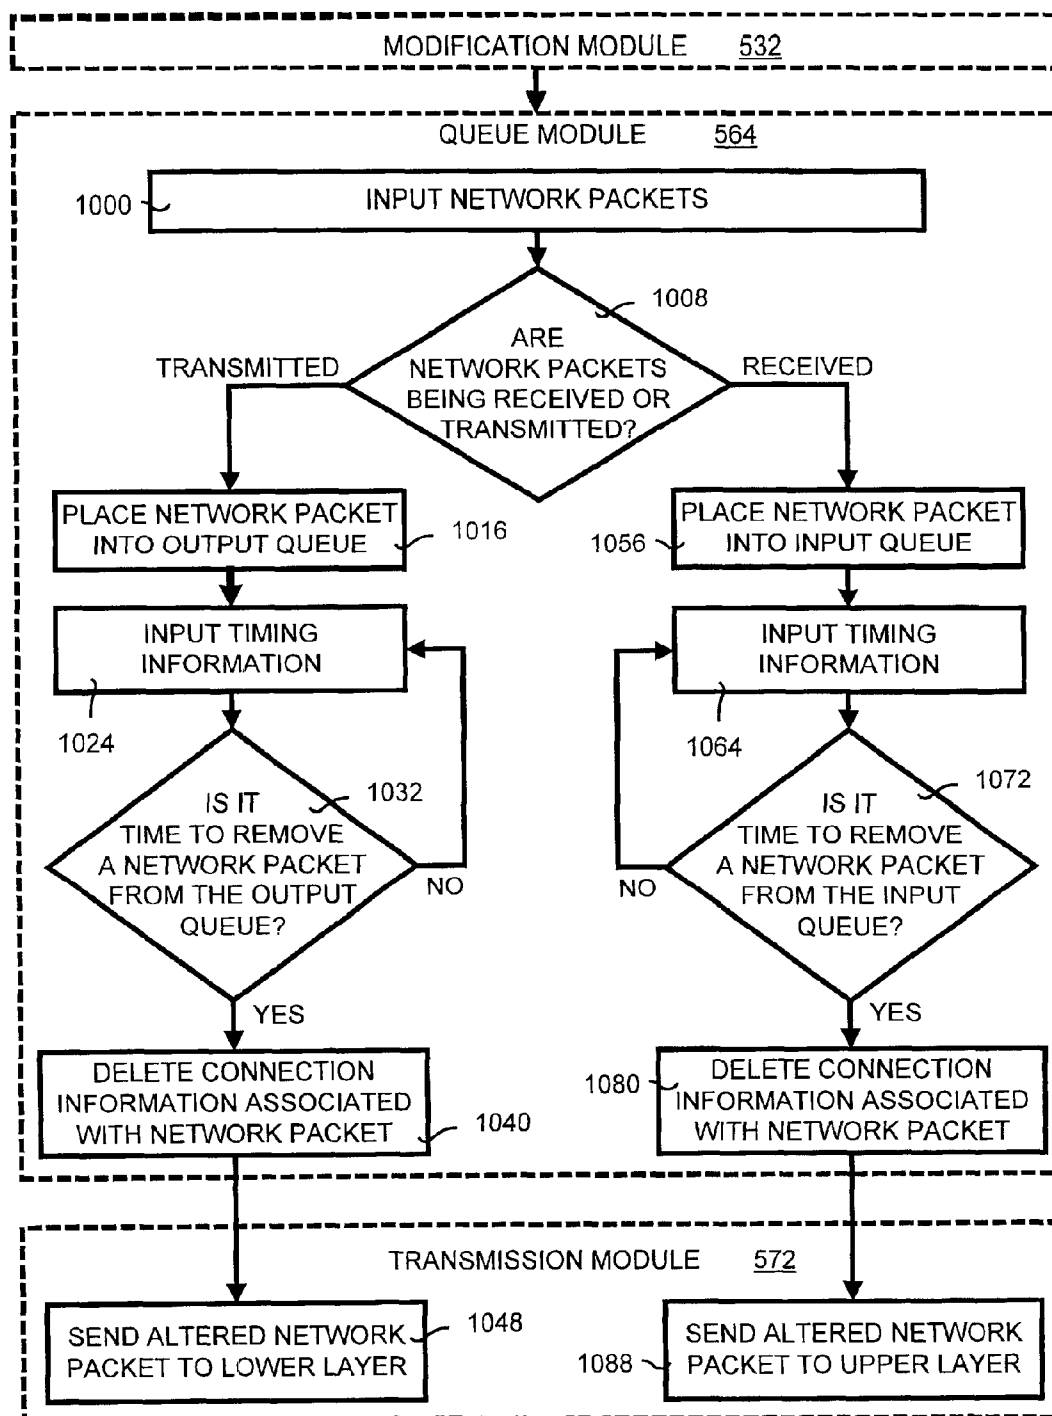 MODIFICATION MODULE 532
QUEUE MODULE 564
1000
INPUT NETWORK PACKETS
1008
ARE
NETWORK PACKETS
BEING RECEIVED OR
TRANSMITTED?
TRANSMITTED
RECEIVED
PLACE NETWORK PACKET
INTO OUTPUT QUEUE
1016
INPUT TIMING
INFORMATION
1024
IS IT
TIME TO REMOVE
A NETWORK PACKET
FROM THE OUTPUT
QUEUE?
1032
NO
YES
DELETE CONNECTION
INFORMATION ASSOCIATED
WITH NETWORK PACKET
1040
PLACE NETWORK PACKET
INTO INPUT QUEUE
1056
INPUT TIMING
INFORMATION
1064
IS IT
TIME TO REMOVE
A NETWORK PACKET
FROM THE INPUT
QUEUE?
1072
NO
YES
DELETE CONNECTION
INFORMATION ASSOCIATED
WITH NETWORK PACKET
1080
TRANSMISSION MODULE 572
SEND ALTERED NETWORK
PACKET TO LOWER LAYER
1048
SEND ALTERED NETWORK
PACKET TO UPPER LAYER
1088